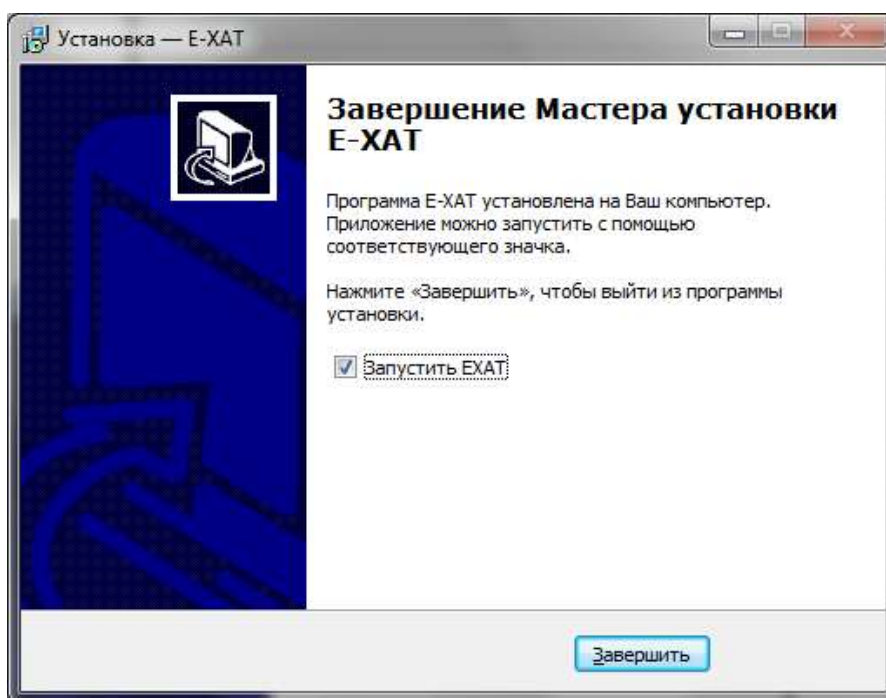 Установка — E-XAT
Завершение Мастера установки
E-XAT
Программа E-XAT установлена на Ваш компьютер.
Приложение можно запустить с помощью
соответствующего значка.
Нажмите «Завершить», чтобы выйти из программы
установки.
Запустить EXAT
Завершить